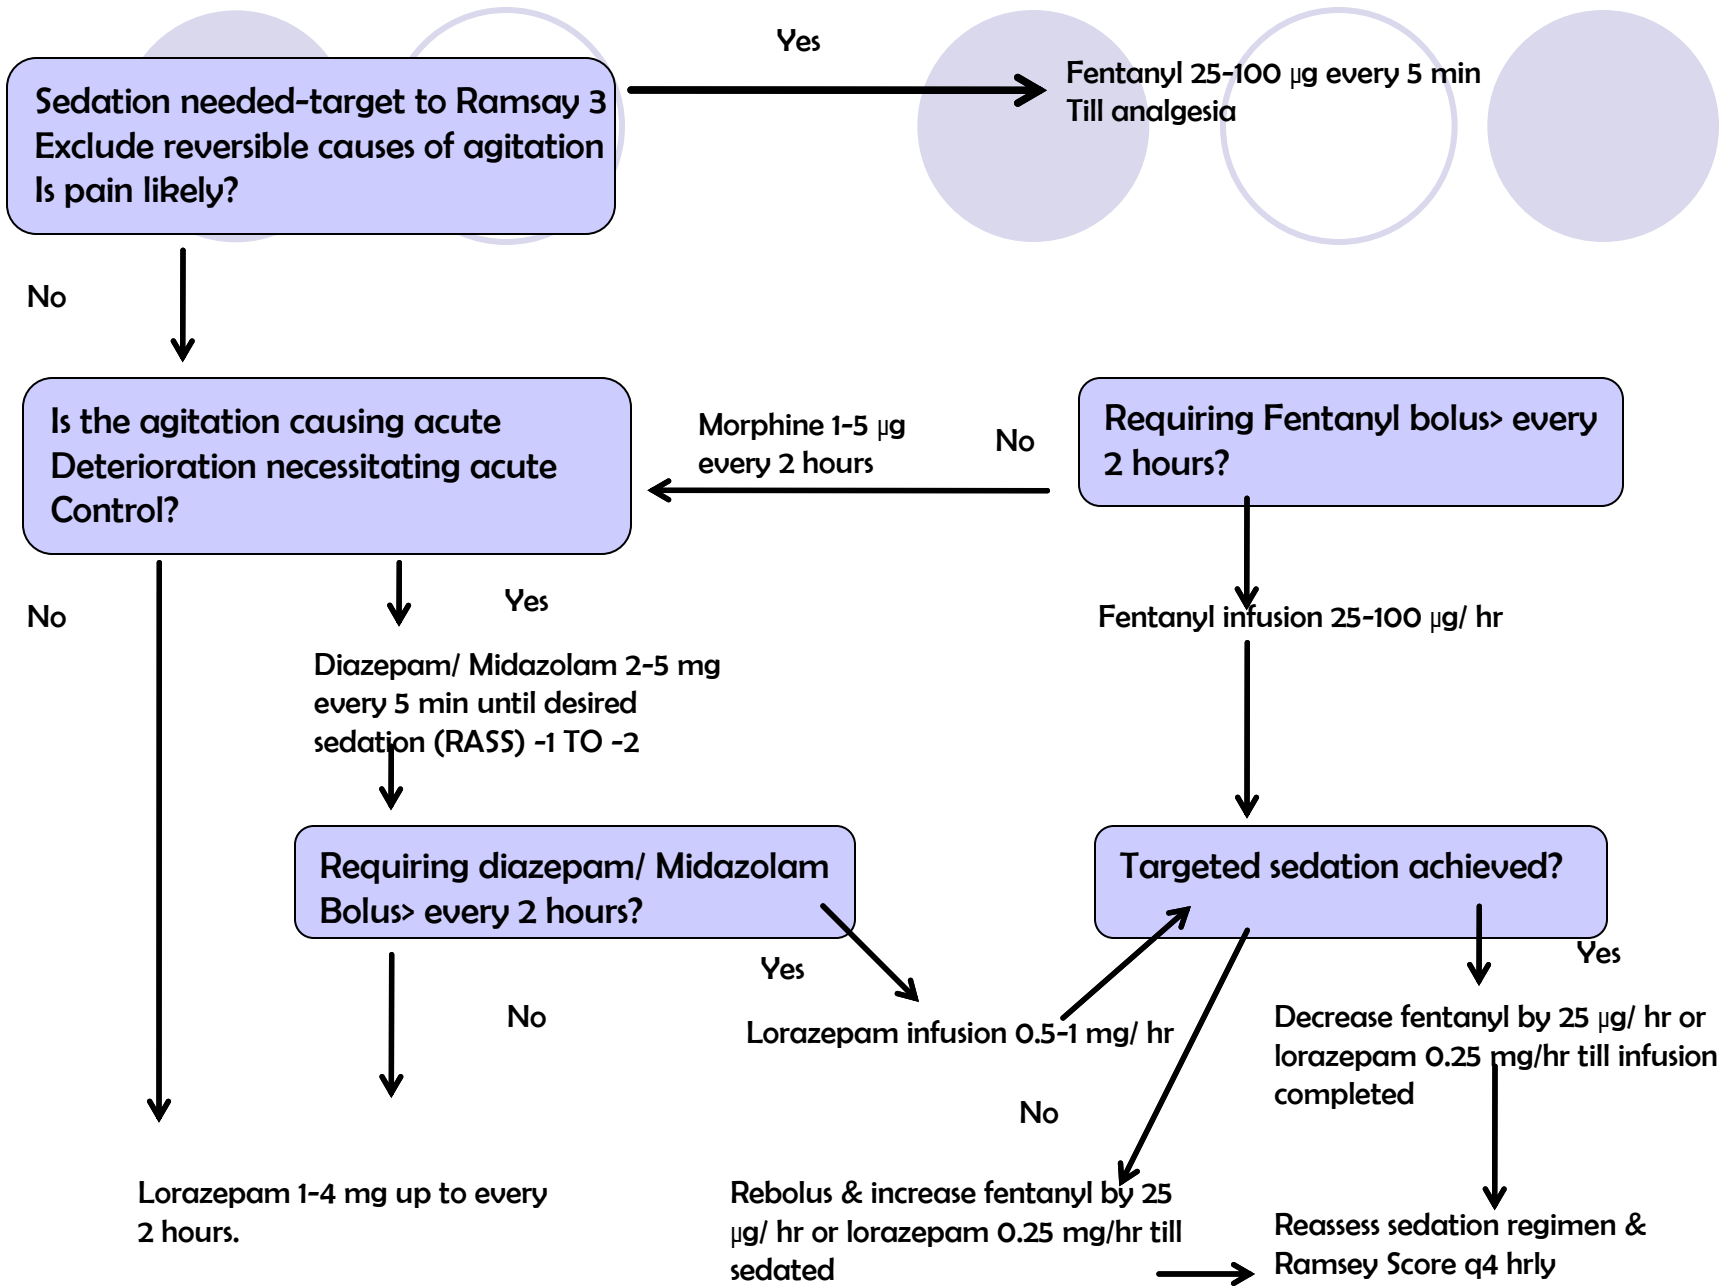 Yes
Sedation needed-target to Ramsay 3
Exclude reversible causes of agitation
Is pain likely?
Fentanyl 25-100 µg every 5 min
Till analgesia
No
Is the agitation causing acute
Deterioration necessitating acute
Control?
Morphine 1-5 µg
every 2 hours
No
Requiring Fentanyl bolus> every
2 hours?
No
Yes
Fentanyl infusion 25-100 µg/ hr
Diazepam/ Midazolam 2-5 mg
every 5 min until desired
sedation (RASS) -1 TO -2
Requiring diazepam/ Midazolam
Bolus> every 2 hours?
Targeted sedation achieved?
Yes
Yes
No
Lorazepam infusion 0.5-1 mg/ hr
Decrease fentanyl by 25 µg/ hr or
lorazepam 0.25 mg/hr till infusion
completed
No
Lorazepam 1-4 mg up to every
2 hours.
Rebolus & increase fentanyl by 25
µg/ hr or lorazepam 0.25 mg/hr till
sedated
Reassess sedation regimen &
Ramsey Score q4 hrly